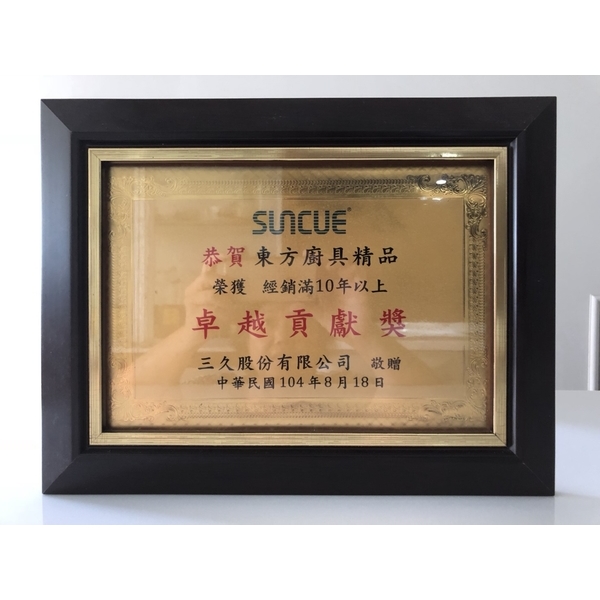 SUNCUE®
恭賀 東方廚具精品
榮獲 經銷滿10年以上
卓越貢獻獎
三久股份有限公司 敬贈
中華民國104年8月18日